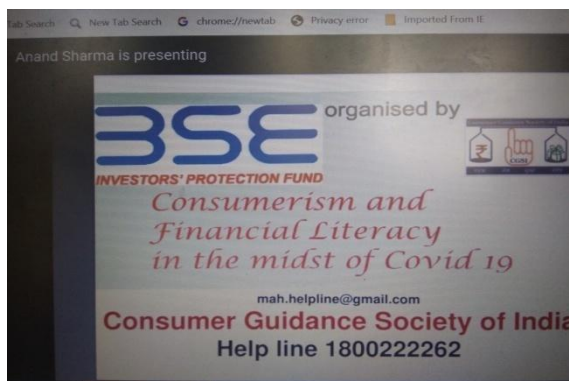 Tab Search New Tab Search chrome://newtab Privacy error Imported From IE
Anand Sharma is presenting
BSE organised by
INVESTORS' PROTECTION FUND
CGSI
Consumerism and
Financial Literacy
in the midst of Covid 19
mah.helpline@gmail.com
Consumer Guidance Society of India
Help line 1800222262